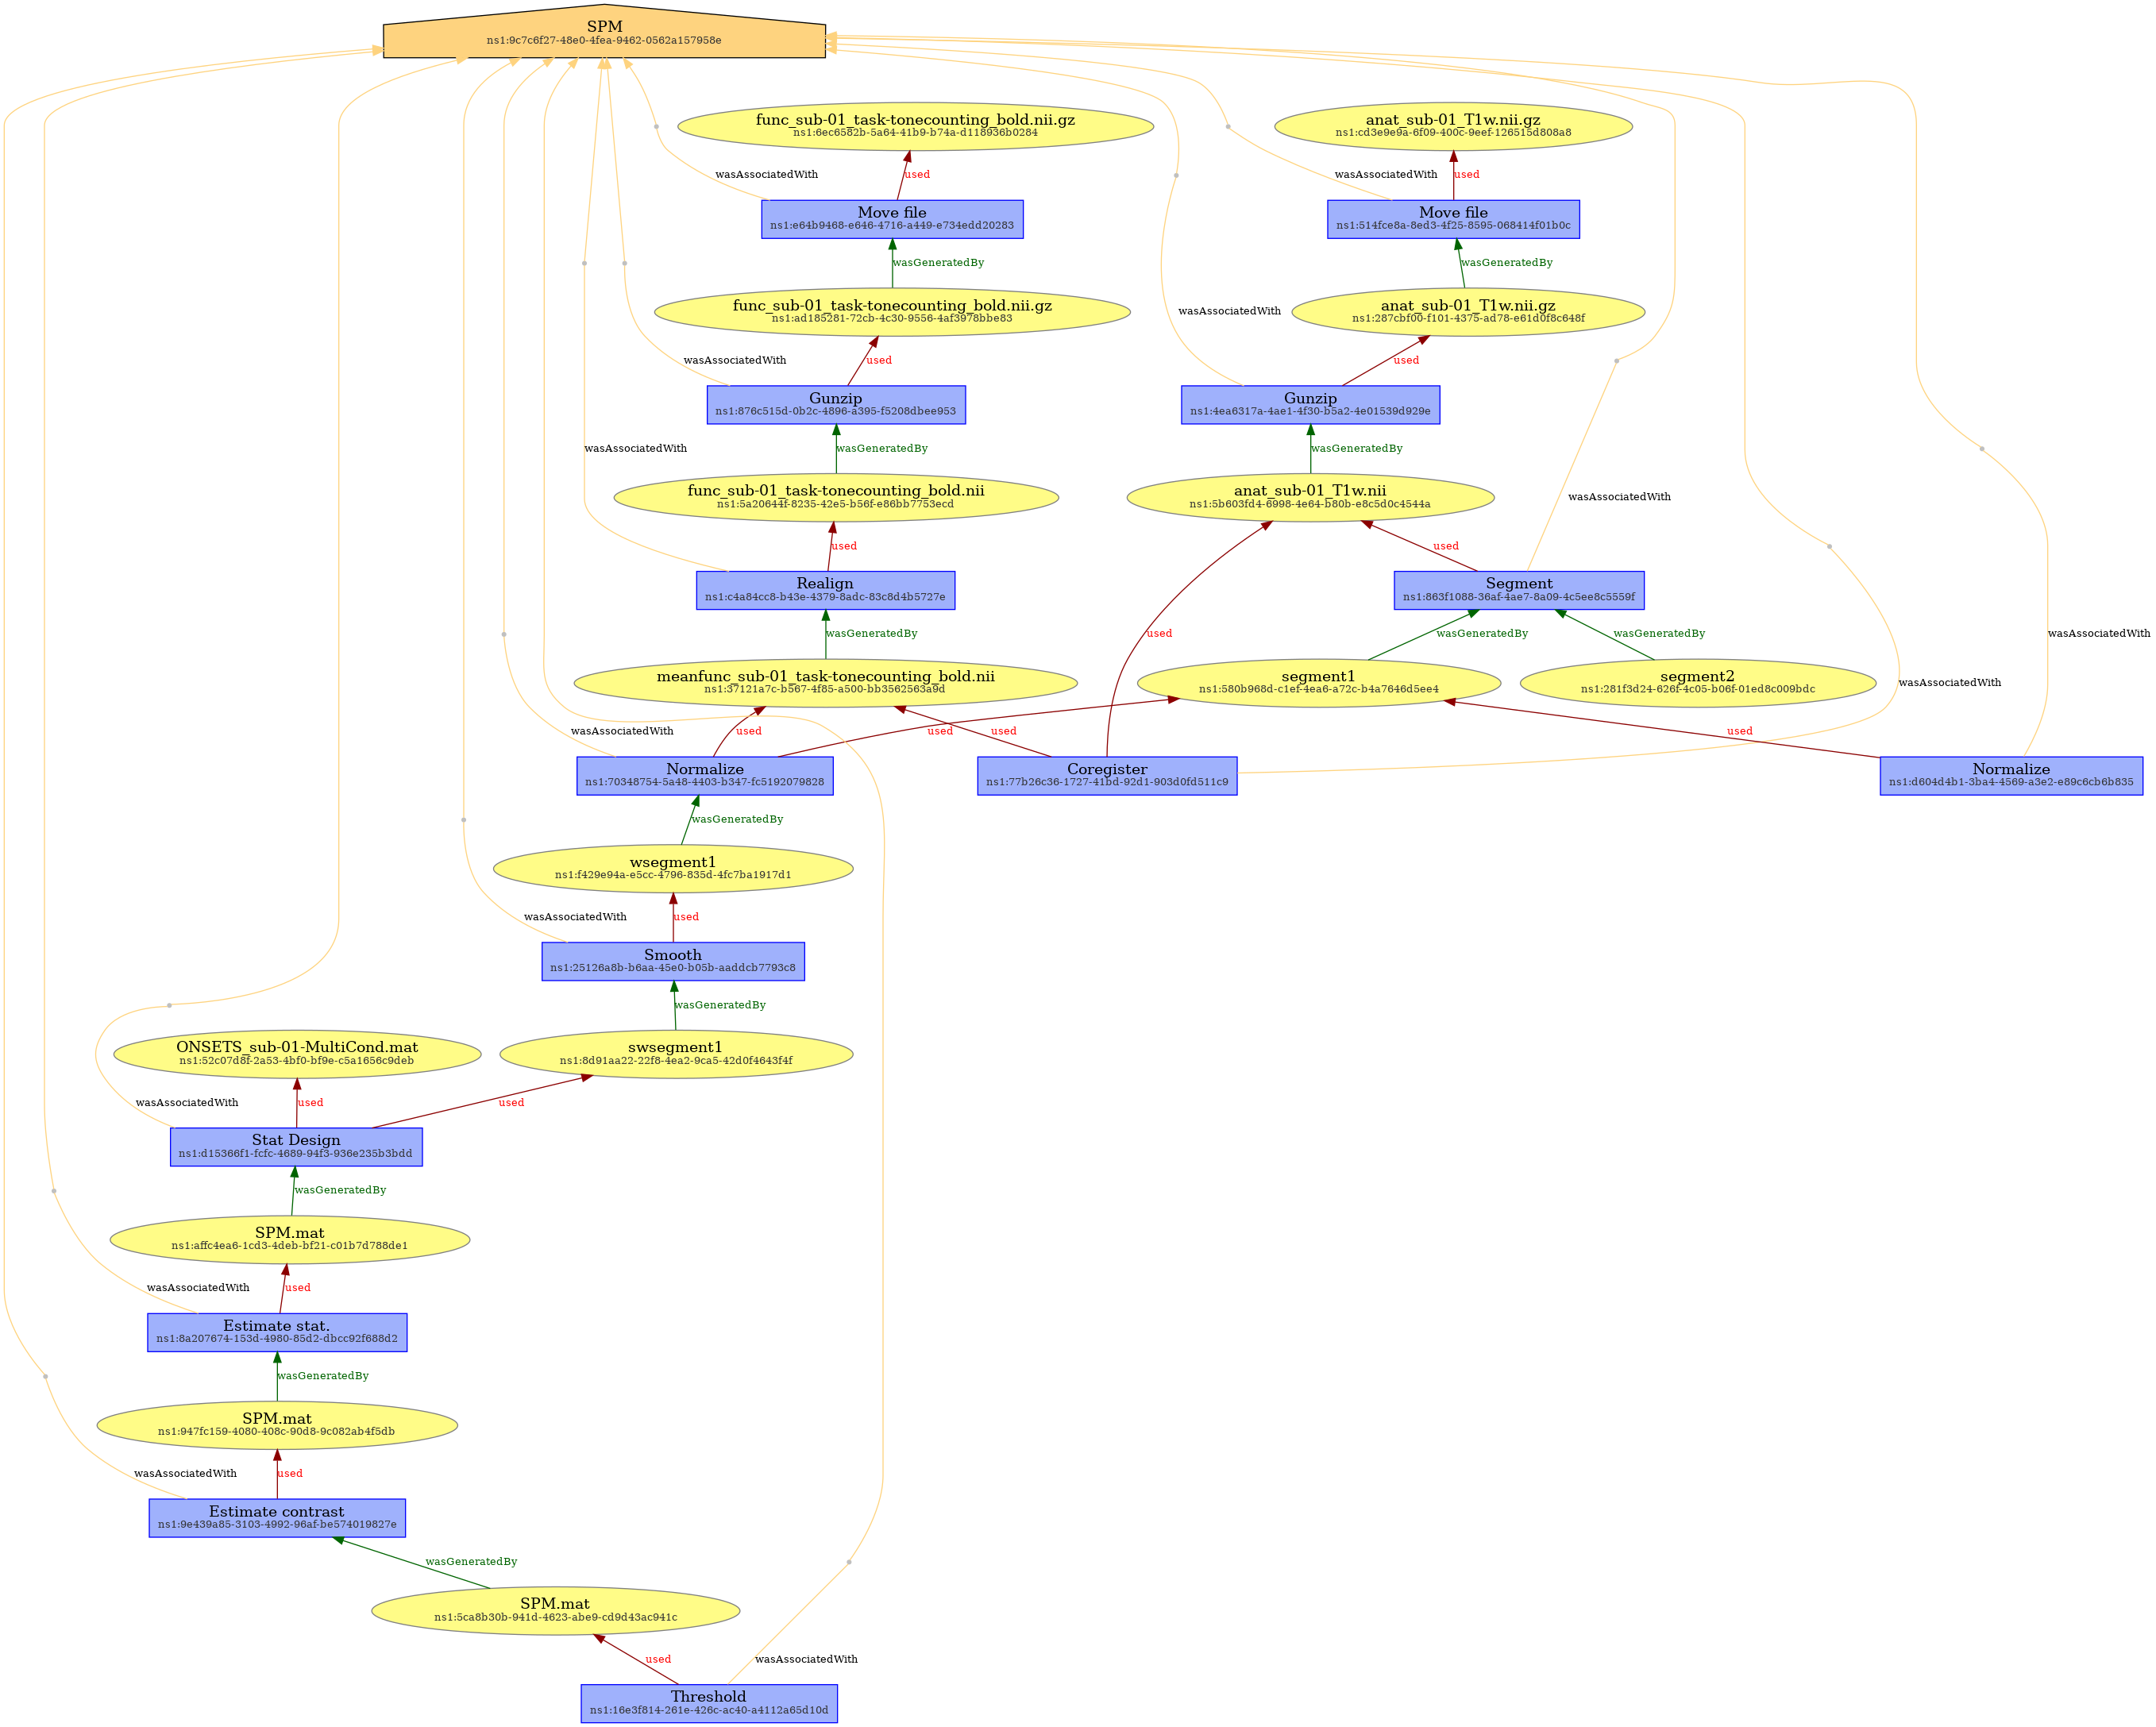 SPM
ns1:9c7c6f27-48e0-4fea-9462-0562a157958e
func_sub-01_task-tonecounting_bold.nii.gz
ns1:6ec6582b-5a64-41b9-b74a-d118936b0284
anat_sub-01_T1w.nii.gz
ns1:cd3e9e9a-6f09-400c-9eef-126515d808a8
wasAssociatedWith
used
wasAssociatedWith
used
Move file
ns1:e64b9468-e646-4716-a449-e734edd20283
Move file
ns1:514fce8a-8ed3-4f25-8595-068414f01b0c
wasGeneratedBy
wasGeneratedBy
func_sub-01_task-tonecounting_bold.nii.gz
ns1:ad185281-72cb-4c30-9556-4af3978bbe83
wasAssociatedWith
anat_sub-01_T1w.nii.gz
ns1:287cbf00-f101-4375-ad78-e61d0f8c648f
wasAssociatedWith
used
used
Gunzip
ns1:876c515d-0b2c-4896-a395-f5208dbee953
Gunzip
ns1:4ea6317a-4ae1-4f30-b5a2-4e01539d929e
wasAssociatedWith
wasGeneratedBy
wasGeneratedBy
func_sub-01_task-tonecounting_bold.nii
ns1:5a20644f-8235-42e5-b56f-e86bb7753ecd
anat_sub-01_T1w.nii
ns1:5b603fd4-6998-4e64-b80b-e8c5d0c4544a
wasAssociatedWith
used
used
Realign
ns1:c4a84cc8-b43e-4379-8adc-83c8d4b5727e
Segment
ns1:863f1088-36af-4ae7-8a09-4c5ee8c5559f
wasGeneratedBy
used
wasGeneratedBy
wasGeneratedBy
wasAssociatedWith
meanfunc_sub-01_task-tonecounting_bold.nii
ns1:37121a7c-b567-4f85-a500-bb3562563a9d
segment1
ns1:580b968d-c1ef-4ea6-a72c-b4a7646d5ee4
segment2
ns1:281f3d24-626f-4c05-b06f-01ed8c009bdc
wasAssociatedWith
wasAssociatedWith
used
used
used
used
Normalize
ns1:70348754-5a48-4403-b347-fc5192079828
Coregister
ns1:77b26c36-1727-41bd-92d1-903d0fd511c9
Normalize
ns1:d604d4b1-3ba4-4569-a3e2-e89c6cb6b835
wasGeneratedBy
wsegment1
ns1:f429e94a-e5cc-4796-835d-4fc7ba1917d1
wasAssociatedWith
used
Smooth
ns1:25126a8b-b6aa-45e0-b05b-aaddcb7793c8
wasGeneratedBy
ONSETS_sub-01-MultiCond.mat
ns1:52c07d8f-2a53-4bf0-bf9e-c5a1656c9deb
swsegment1
ns1:8d91aa22-22f8-4ea2-9ca5-42d0f4643f4f
wasAssociatedWith
used
used
Stat Design
ns1:d15366f1-fcfc-4689-94f3-936e235b3bdd
wasGeneratedBy
SPM.mat
ns1:affc4ea6-1cd3-4deb-bf21-c01b7d788de1
wasAssociatedWith
used
Estimate stat.
ns1:8a207674-153d-4980-85d2-dbcc92f688d2
wasGeneratedBy
SPM.mat
ns1:947fc159-4080-408c-90d8-9c082ab4f5db
wasAssociatedWith
used
Estimate contrast
ns1:9e439a85-3103-4992-96af-be574019827e
wasGeneratedBy
SPM.mat
ns1:5ca8b30b-941d-4623-abe9-cd9d43ac941c
used
wasAssociatedWith
Threshold
ns1:16e3f814-261e-426c-ac40-a4112a65d10d